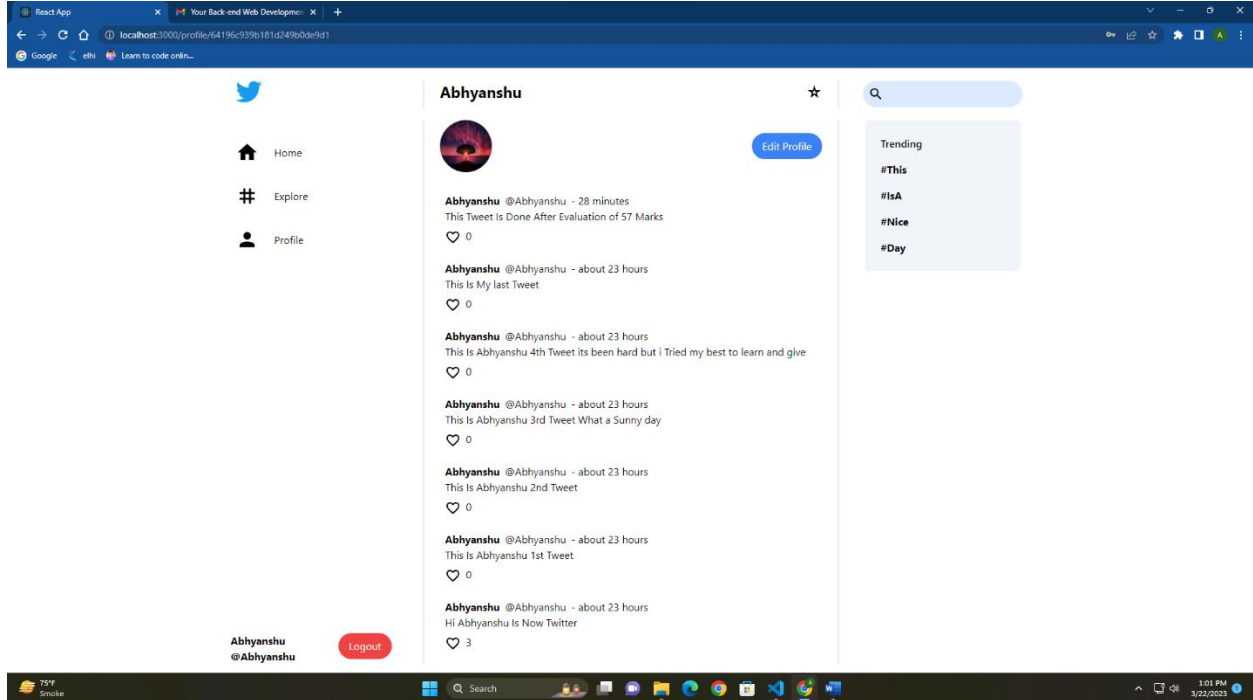 React App
Your Back-end Web Developmen
localhost:3000/profile/64196c939b181d249b0de9d1
A
Google
elhi
Learn to code onlin...
Abhyanshu
Home
Explore
Profile
Edit Profile
Abhyanshu @Abhyanshu - 28 minutes
This Tweet Is Done After Evaluation of 57 Marks
0
Abhyanshu @Abhyanshu - about 23 hours
This Is My last Tweet
0
Abhyanshu @Abhyanshu - about 23 hours
This Is Abhyanshu 4th Tweet its been hard but i Tried my best to learn and give
0
Abhyanshu @Abhyanshu - about 23 hours
This Is Abhyanshu 3rd Tweet What a Sunny day
0
Abhyanshu @Abhyanshu - about 23 hours
This Is Abhyanshu 2nd Tweet
0
Abhyanshu @Abhyanshu - about 23 hours
This Is Abhyanshu 1st Tweet
0
Abhyanshu @Abhyanshu - about 23 hours
Hi Abhyanshu Is Now Twitter
3
Trending
#This
#IsA
#Nice
#Day
Abhyanshu
@Abhyanshu
Logout
75°F
Smoke
Search
1:01 PM
3/22/2023